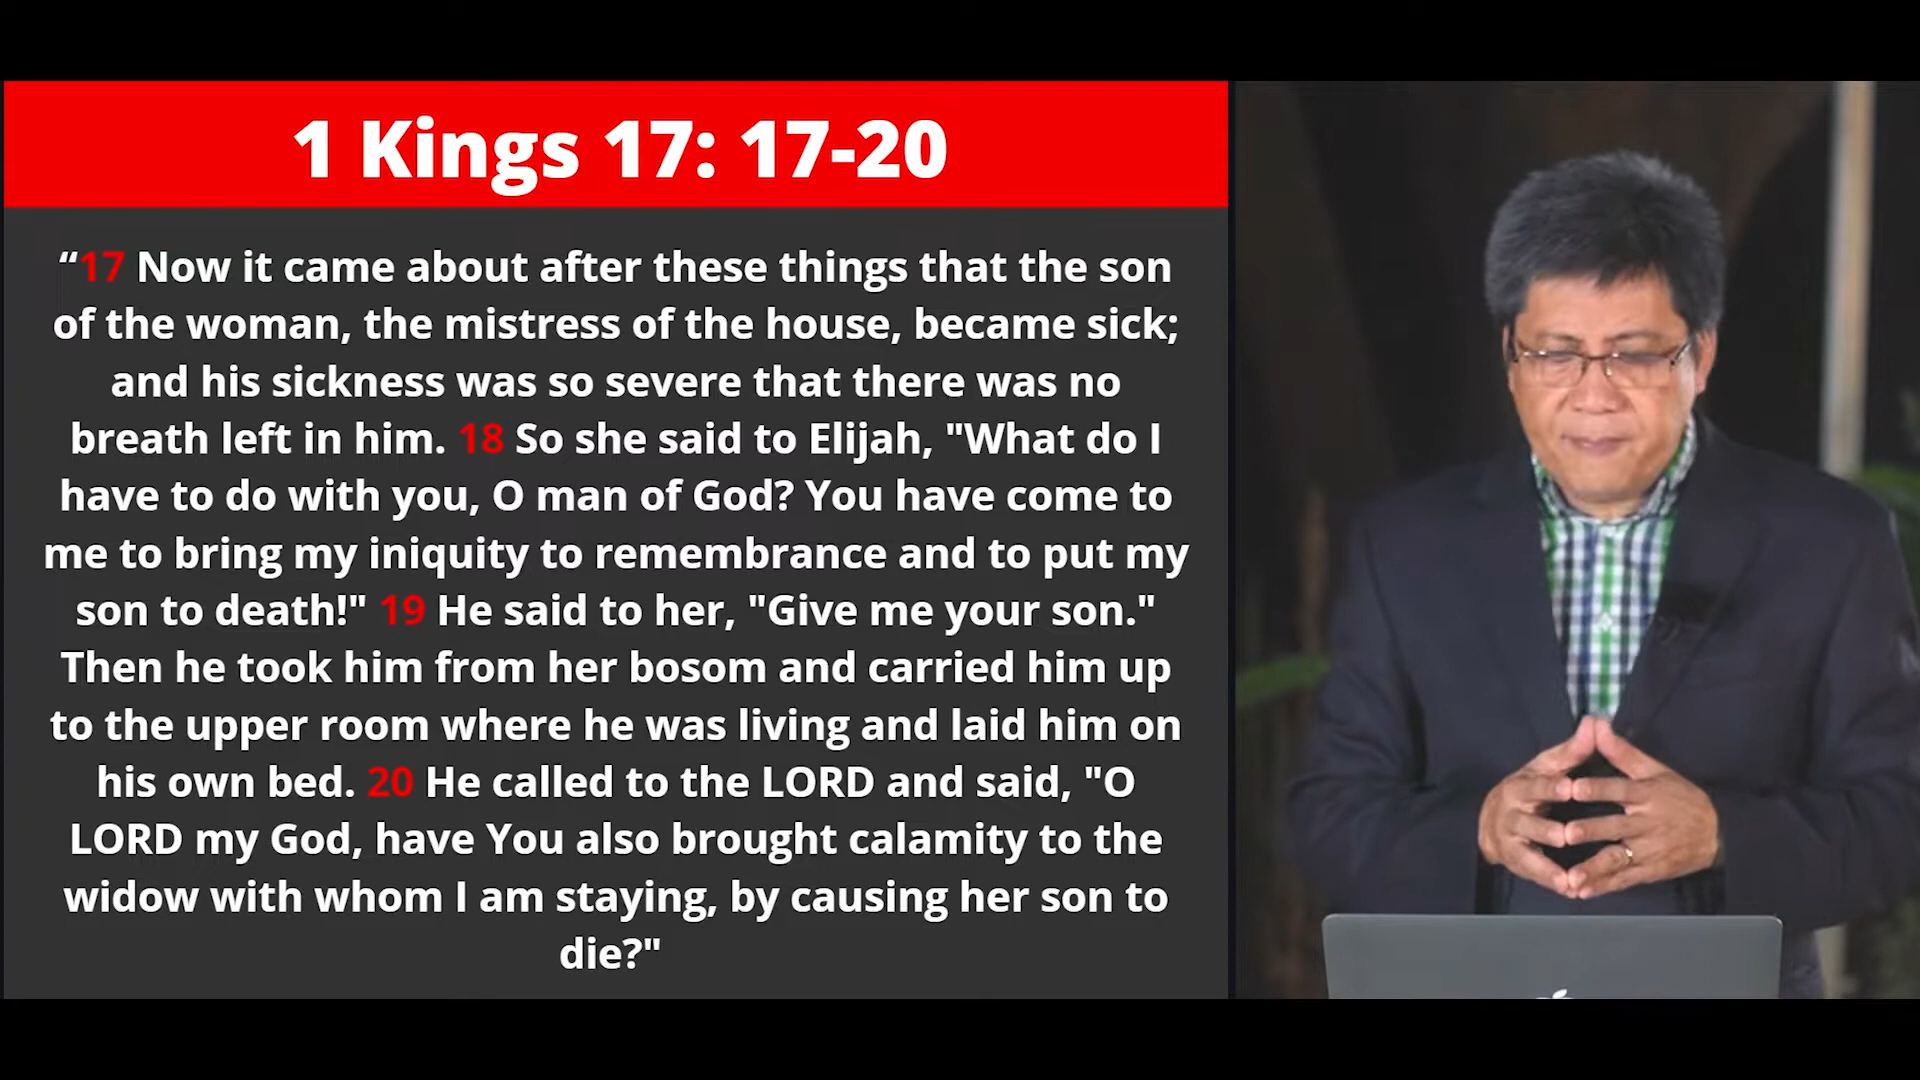 1 Kings 17: 17-20
“17 Now it came about after these things that the son
of the woman, the mistress of the house, became sick;
and his sickness was so severe that there was no
breath left in him. 18 So she said to Elijah, "What do I
have to do with you, O man of God? You have come to
me to bring my iniquity to remembrance and to put my
son to death!" 19 He said to her, "Give me your son."
Then he took him from her bosom and carried him up
to the upper room where he was living and laid him on
his own bed. 20 He called to the LORD and said, "O
LORD my God, have You also brought calamity to the
widow with whom I am staying, by causing her son to
die?"